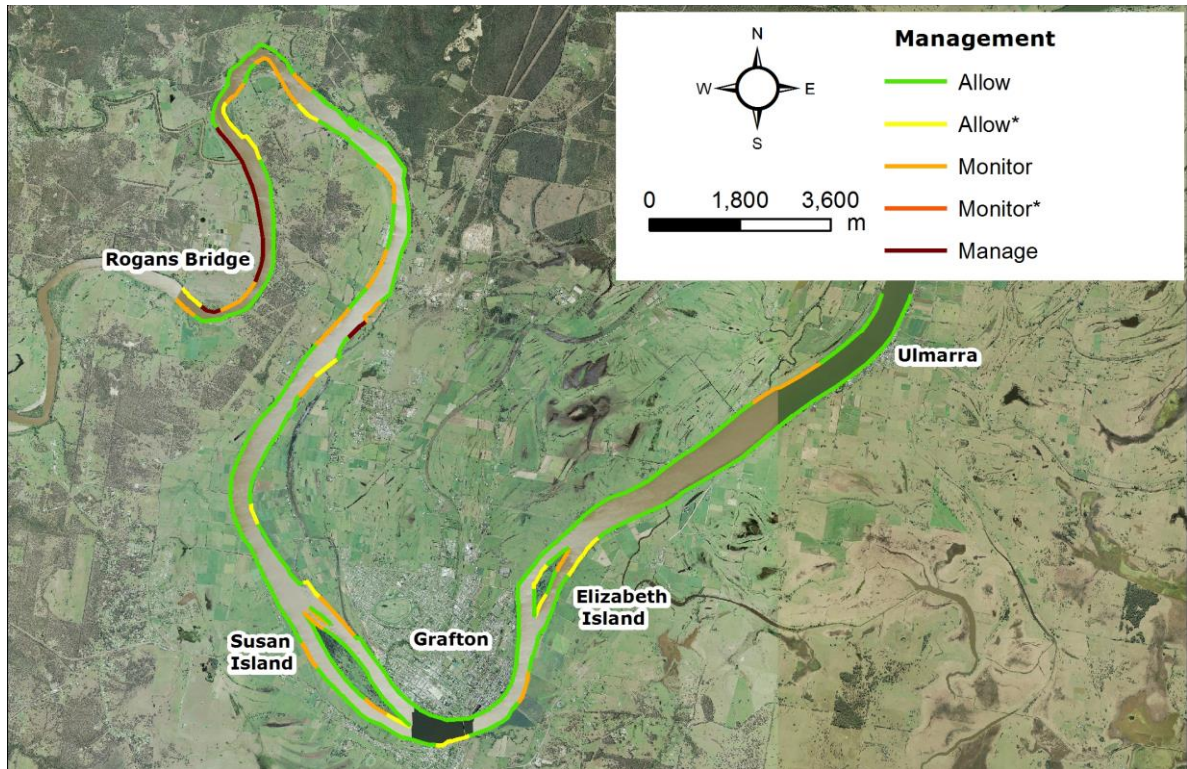 Management
N
W
E
S
Allow
Allow*
Monitor
Monitor*
Manage
0 1,800 3,600
m
Rogans Bridge
Ulmarra
Elizabeth
Island
Grafton
Susan
Island